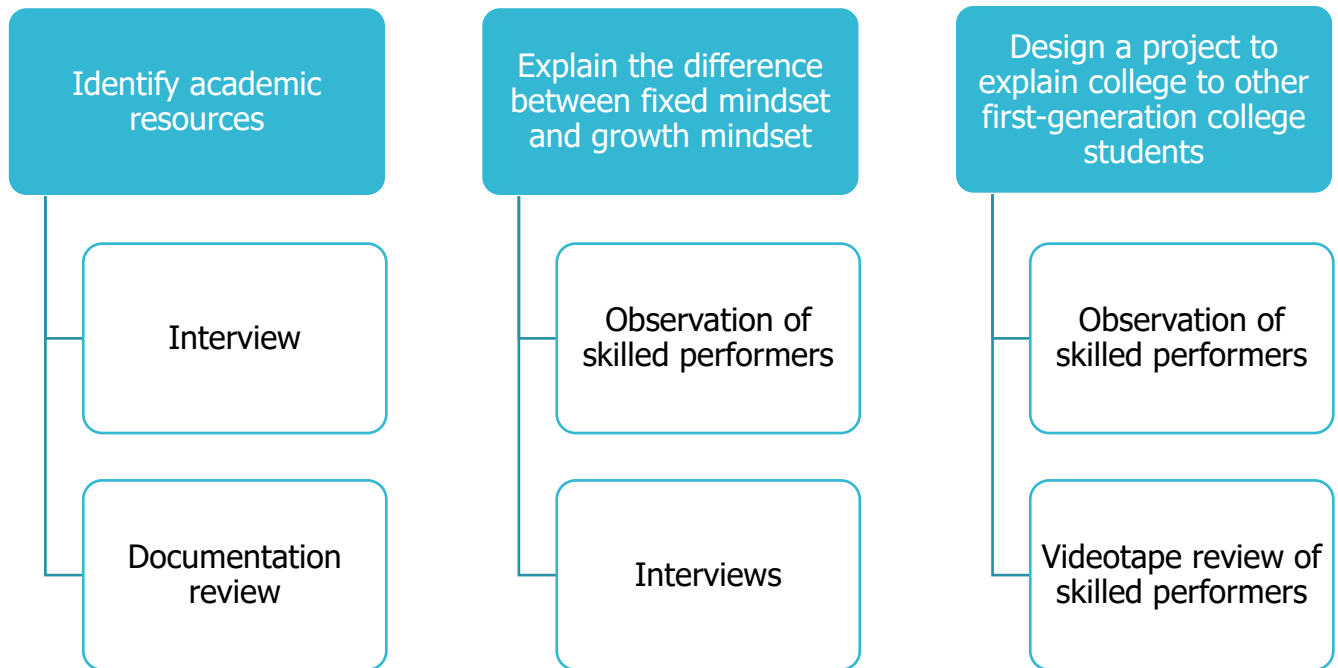 Identify academic
resources
Interview
Documentation
review
Explain the difference
between fixed mindset
and growth mindset
Observation of
skilled performers
Interviews
Design a project to
explain college to other
first-generation college
students
Observation of
skilled performers
Videotape review of
skilled performers